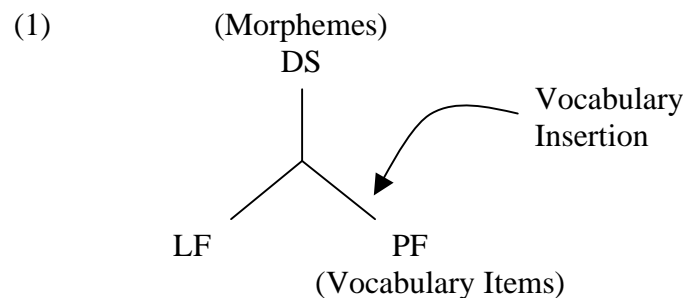 (1) (Morphemes)
DS
Vocabulary
Insertion
LF PF
(Vocabulary Items)